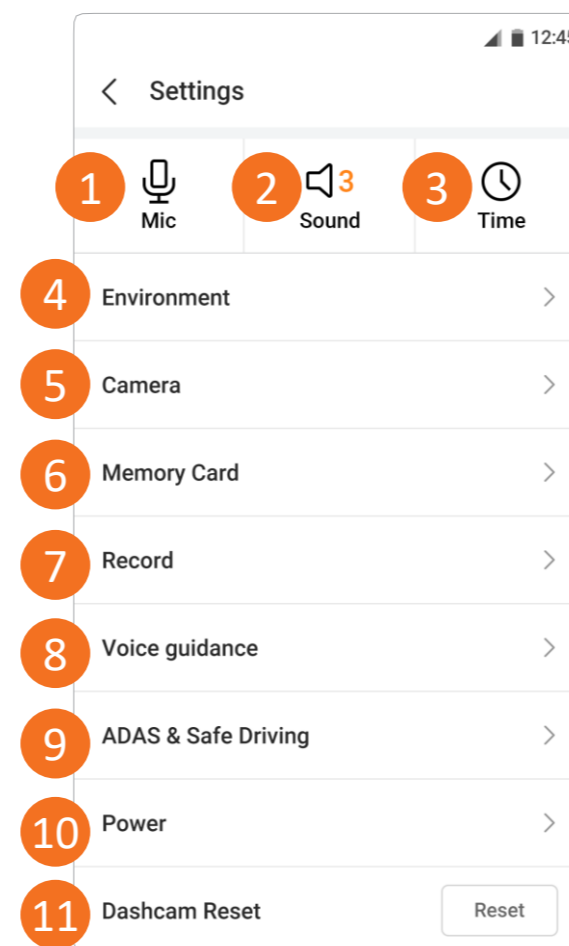 12:45
Settings
1 2 3 3
Mic Sound Time
4 Environment
5 Camera
6 Memory Card
7 Record
8 Voice guidance
9 ADAS & Safe Driving
10 Power
11 Dashcam Reset Reset